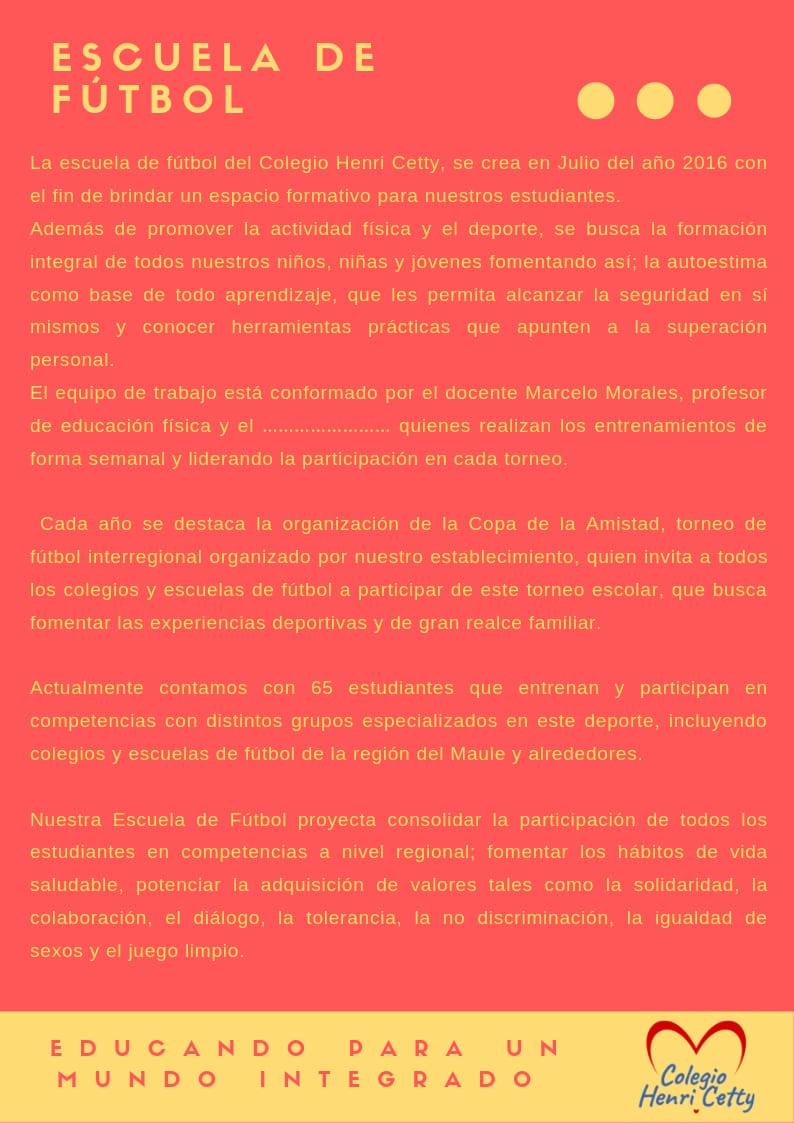 ESCUELA DE
FÚTBOL
La escuela de fútbol del Colegio Henri Cetty, se crea en Julio del año 2016 con
el fin de brindar un espacio formativo para nuestros estudiantes.
Además de promover la actividad física y el deporte, se busca la formación
integral de todos nuestros niños, niñas y jóvenes fomentando así; la autoestima
como base de todo aprendizaje, que les permita alcanzar la seguridad en sí
mismos y conocer herramientas prácticas que apunten a la superación
personal.
El equipo de trabajo está conformado por el docente Marcelo Morales, profesor
de educación física y el ........................ quienes realizan los entrenamientos de
forma semanal y liderando la participación en cada torneo.
Cada año se destaca la organización de la Copa de la Amistad, torneo de
fútbol interregional organizado por nuestro establecimiento, quien invita a todos
los colegios y escuelas de fútbol a participar de este torneo escolar, que busca
fomentar las experiencias deportivas y de gran realce familiar.
Actualmente contamos con 65 estudiantes que entrenan y participan en
competencias con distintos grupos especializados en este deporte, incluyendo
colegios y escuelas de fútbol de la región del Maule y alrededores.
Nuestra Escuela de Fútbol proyecta consolidar la participación de todos los
estudiantes en competencias a nivel regional; fomentar los hábitos de vida
saludable, potenciar la adquisición de valores tales como la solidaridad, la
colaboración, el diálogo, la tolerancia, la no discriminación, la igualdad de
sexos y el juego limpio.
EDUCANDO PARA UN
MUNDO INTEGRADO
Colegio
Henri Cetty